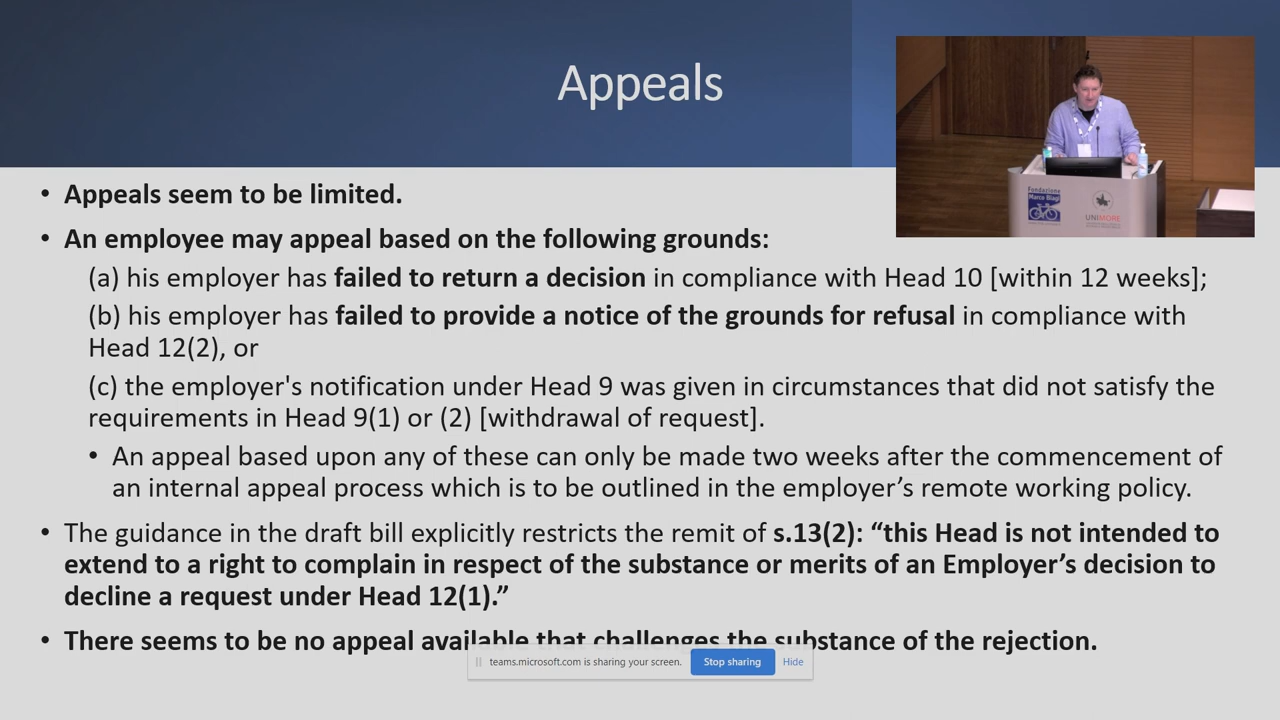 Appeals
• Appeals seem to be limited.
• An employee may appeal based on the following grounds:
(a) his employer has failed to return a decision in compliance with Head 10 [within 12 weeks];
(b) his employer has failed to provide a notice of the grounds for refusal in compliance with
Head 12(2), or
(c) the employer's notification under Head 9 was given in circumstances that did not satisfy the
requirements in Head 9(1) or (2) [withdrawal of request].
• An appeal based upon any of these can only be made two weeks after the commencement of
an internal appeal process which is to be outlined in the employer’s remote working policy.
• The guidance in the draft bill explicitly restricts the remit of s.13(2): “this Head is not intended to
extend to a right to complain in respect of the substance or merits of an Employer’s decision to
decline a request under Head 12(1).”
• There seems to be no appeal available that challenges the substance of the rejection.
teams.microsoft.com is sharing your screen. Stop sharing Hide
Fondazione
Marco Biagi
UNIMORE